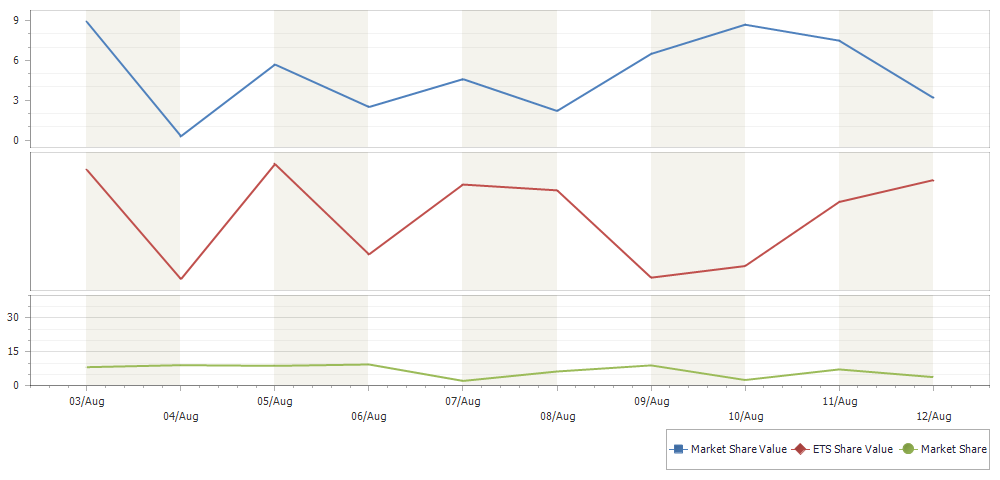 9
6
3
0
30
15
0
03/Aug 05/Aug 07/Aug 09/Aug 11/Aug
04/Aug 06/Aug 08/Aug 10/Aug 12/Aug
Market Share Value ETS Share Value Market Share